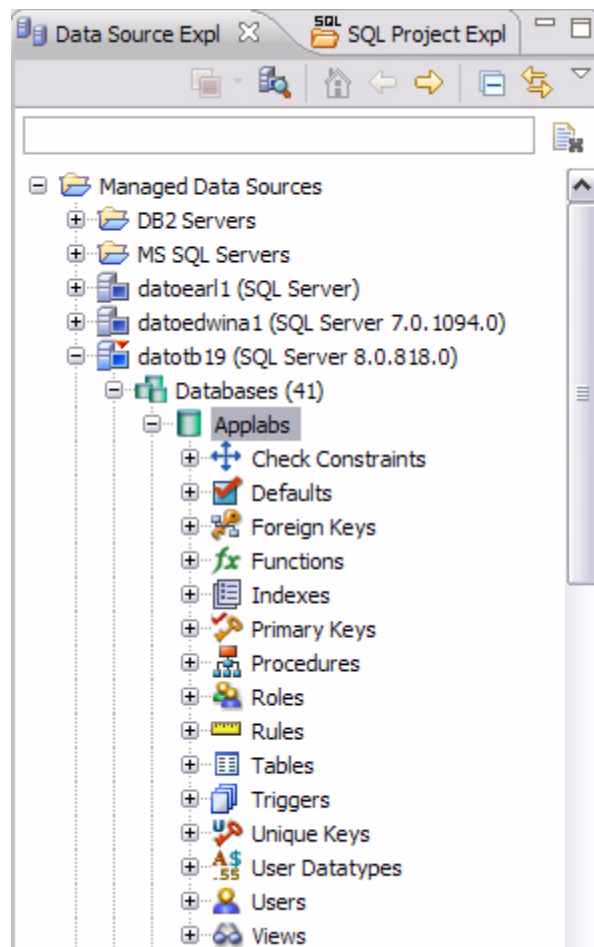 Data Source Expl SQL SQL Project Expl
Managed Data Sources
DB2 Servers
MS SQL Servers
datoearl1 (SQL Server)
datoedwina1 (SQL Server 7.0.1094.0)
datotb19 (SQL Server 8.0.818.0)
Databases (41)
Applabs
Check Constraints
Defaults
Foreign Keys
fx Functions
Indexes
Primary Keys
Procedures
Roles
Rules
Tables
Triggers
U Unique Keys
A$ .55 User Datatypes
Users
Views